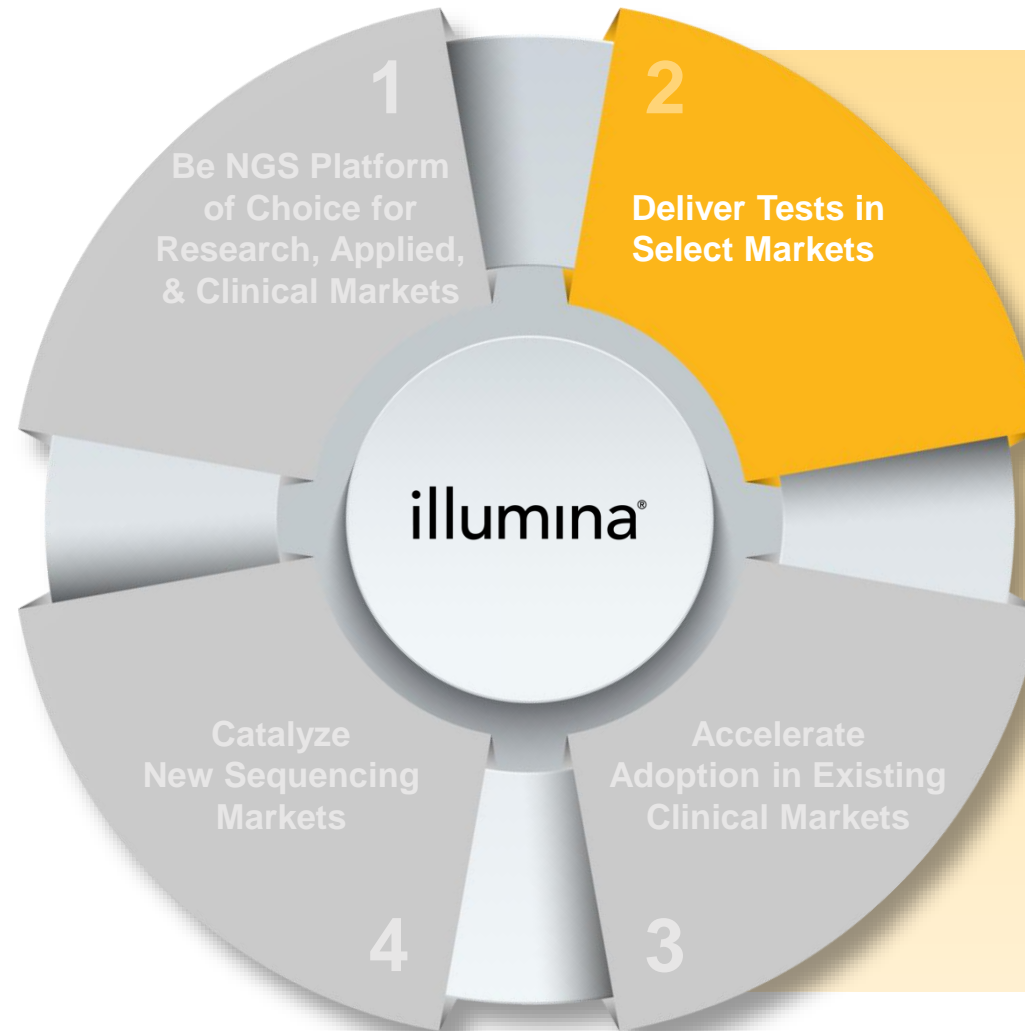 1
Be NGS Platform
of Choice for
Research, Applied,
& Clinical Markets
2
Deliver Tests in
Select Markets
illumina®
Catalyze
New Sequencing
Markets
4
Accelerate
Adoption in Existing
Clinical Markets
3